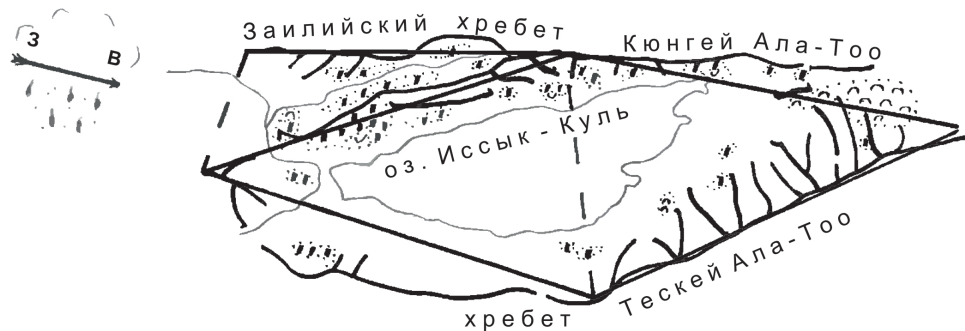 З
В
Заилийский хребет
Кюнгей Ала-Тоо
оз. Иссык-Куль
Тескей Ала-Тоо
хребет